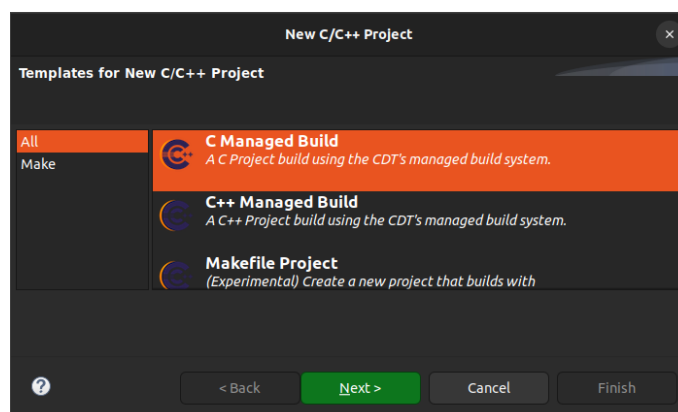 New C/C++ Project
Templates for New C/C++ Project
All
Make
C Managed Build
A C Project build using the CDT's managed build system.
C++ Managed Build
A C++ Project build using the CDT's managed build system.
Makefile Project
(Experimental) Create a new project that builds with
< Back
Next >
Cancel
Finish